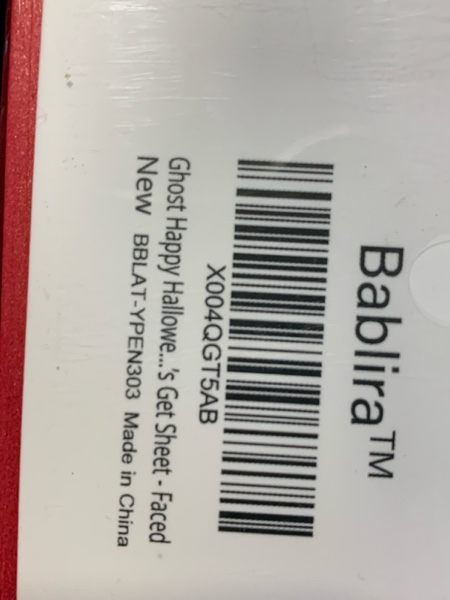 Bablira™
X004QGT5AB
Ghost Happy Hallowe...'s Get Sheet - Faced
New BBLAT-YPEN303 Made in China